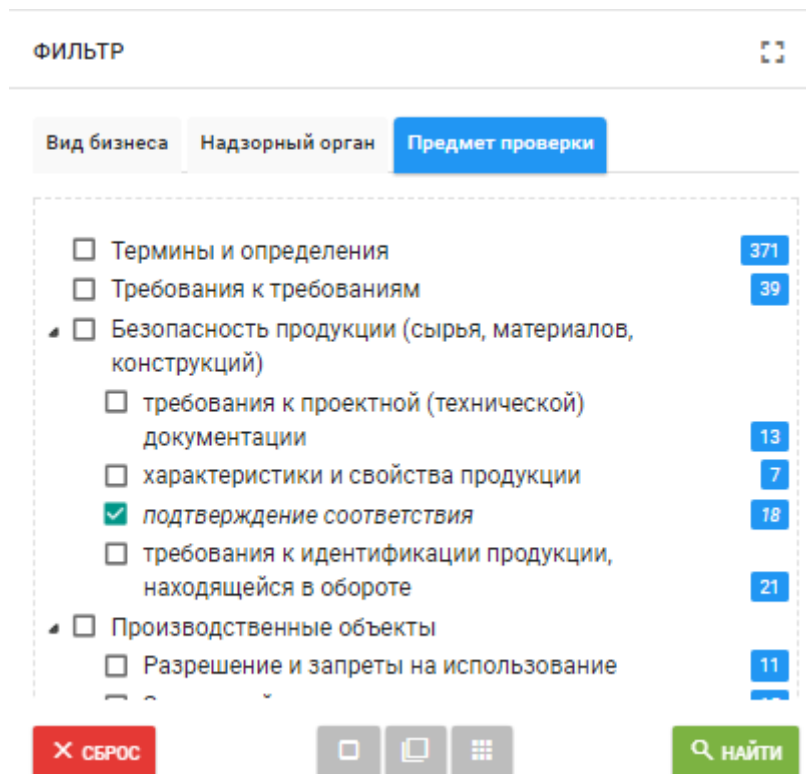 ФИЛЬТР
Вид бизнеса Надзорный орган Предмет проверки
Термины и определения 371
Требования к требованиям 39
Безопасность продукции (сырья, материалов,
конструкций)
требования к проектной (технической)
документации 13
характеристики и свойства продукции 7
подтверждение соответствия 18
требования к идентификации продукции,
находящейся в обороте 21
Производственные объекты
Разрешение и запреты на использование 11
СБРОС НАЙТИ